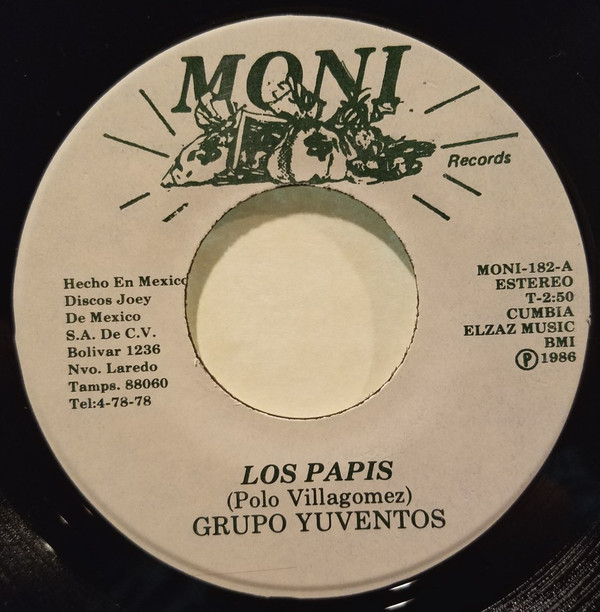 MONI
Records
Hecho En Mexico
Discos Joey
De Mexico
S.A. De C.V.
Bolivar 1236
Nvo. Laredo
Tamps. 88060
Tel:4-78-78
MONI-182-A
ESTEREO
T-2:50
CUMBIA
ELZAZ MUSIC
BMI
Ⓟ1986
LOS PAPIS
(Polo Villagomez)
GRUPO YUVENTOS